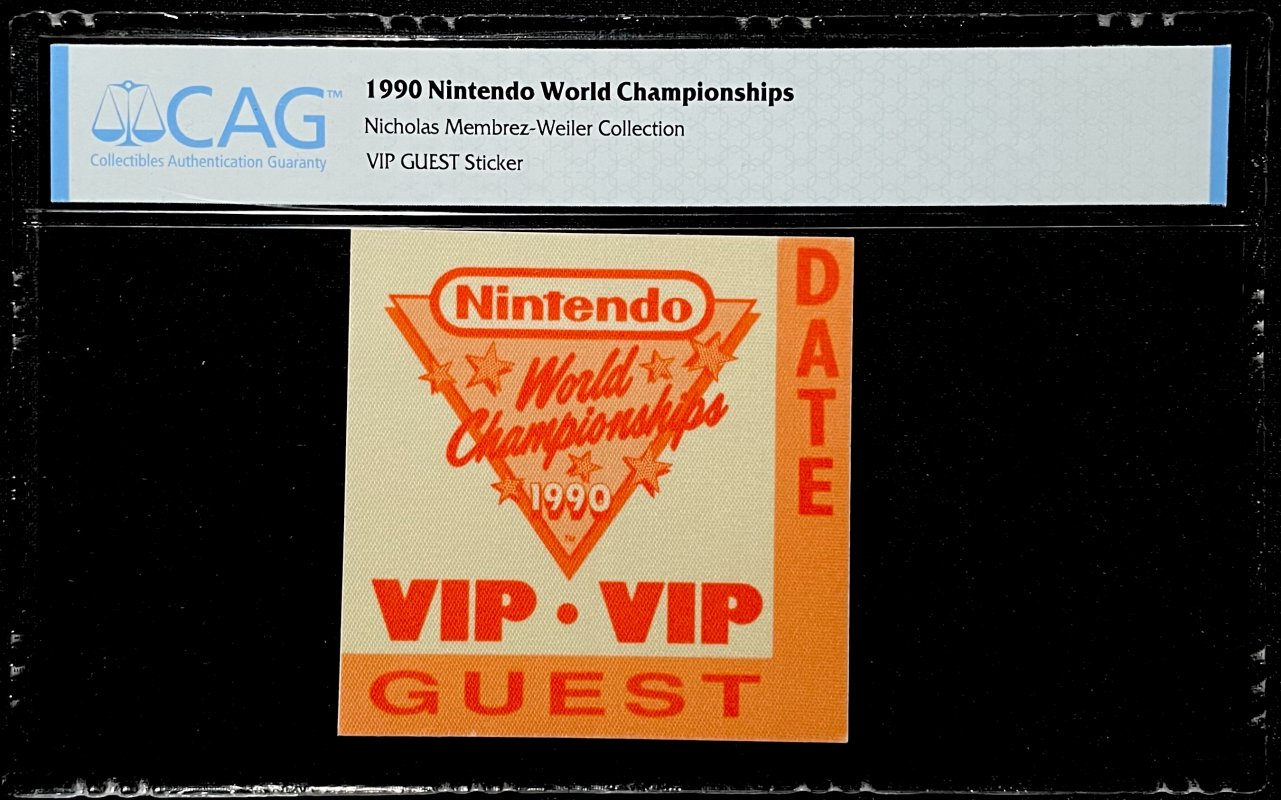 CAG™
Collectibles Authentication Guaranty
1990 Nintendo World Championships
Nicholas Membrez-Weiler Collection
VIP GUEST Sticker
Nintendo
World
Championships
1990
™
VIP • VIP
GUEST
DATE